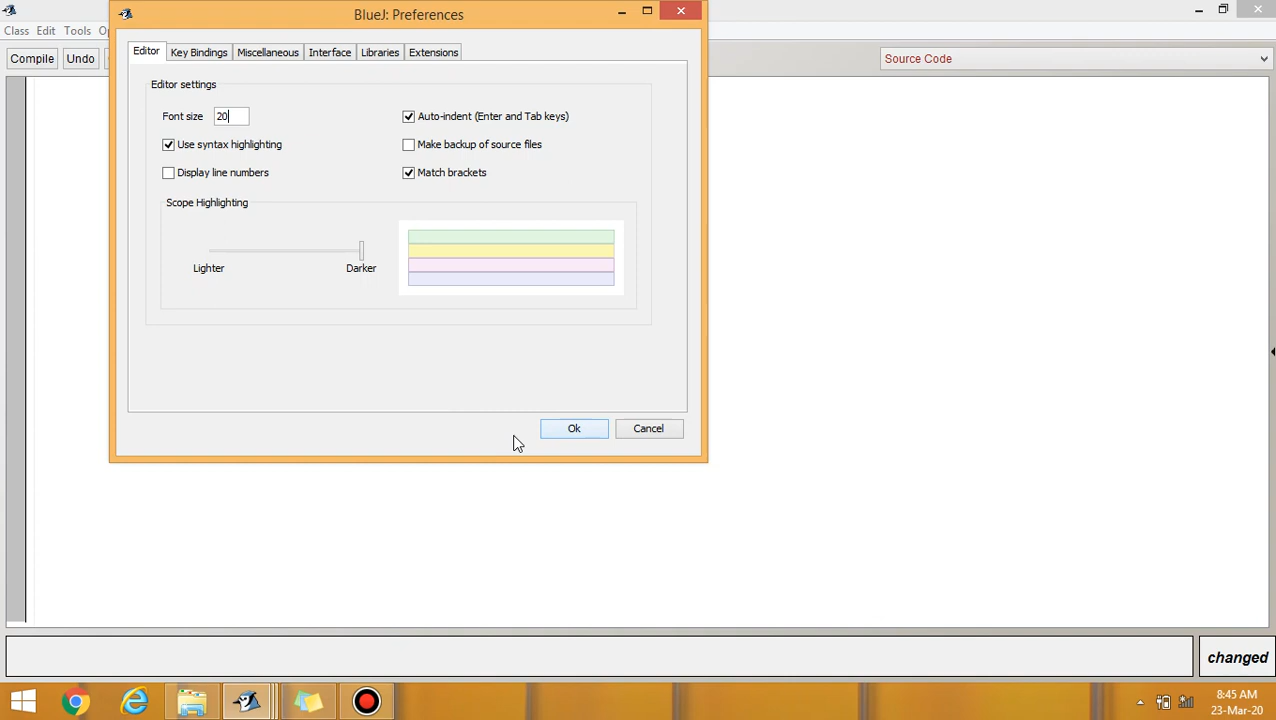 BlueJ: Preferences
Class Edit Tools
Compile Undo
Source Code
Editor Key Bindings Miscellaneous Interface Libraries Extensions
Editor settings
Font size 20
Auto-indent (Enter and Tab keys)
Use syntax highlighting
Make backup of source files
Display line numbers
Match brackets
Scope Highlighting
Lighter Darker
Ok Cancel
changed
8:45 AM
23-Mar-20